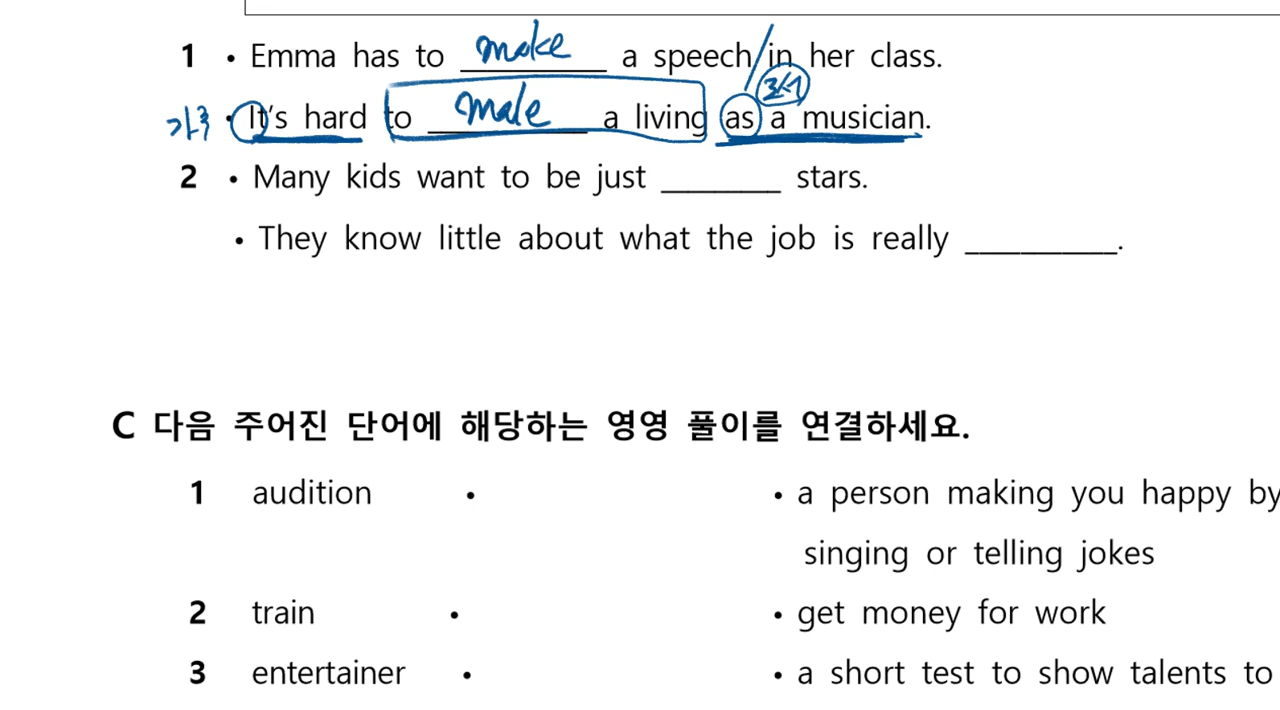 1 • Emma has to make a speech/in her class.
가주 • It's hard to make a living as a musician.
2 • Many kids want to be just ________ stars.
• They know little about what the job is really __________.
C 다음 주어진 단어에 해당하는 영영 풀이를 연결하세요.
1 audition • • a person making you happy by
singing or telling jokes
2 train • • get money for work
3 entertainer • • a short test to show talents to